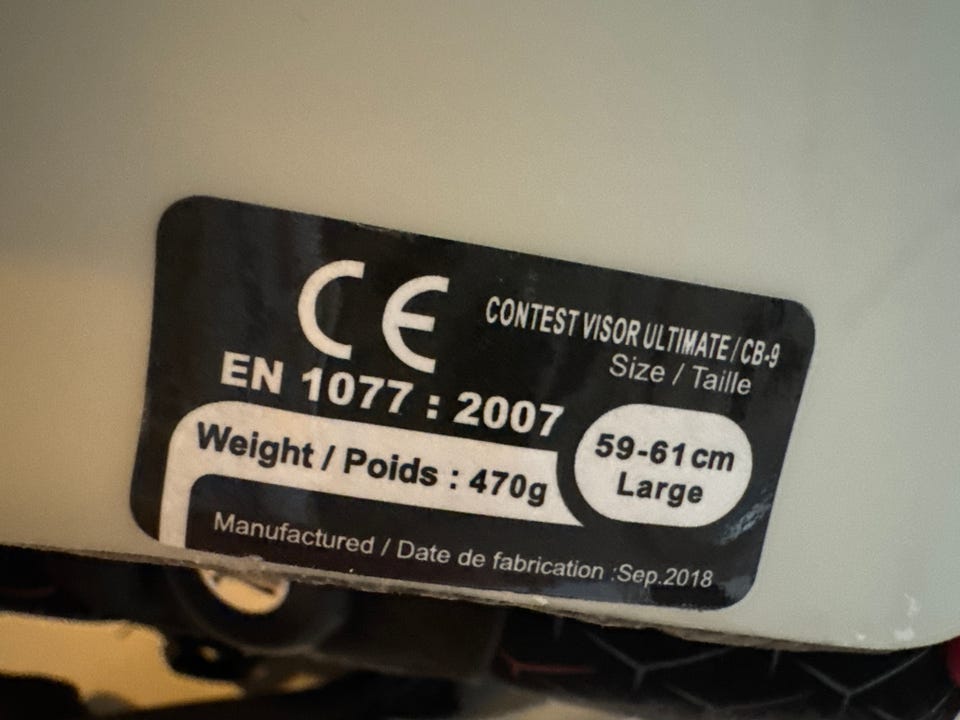 CE
CONTEST VISOR ULTIMATE / CB-9
Size / Taille
EN 1077 : 2007
59-61cm
Large
Weight / Poids : 470g
Manufactured / Date de fabrication :Sep.2018